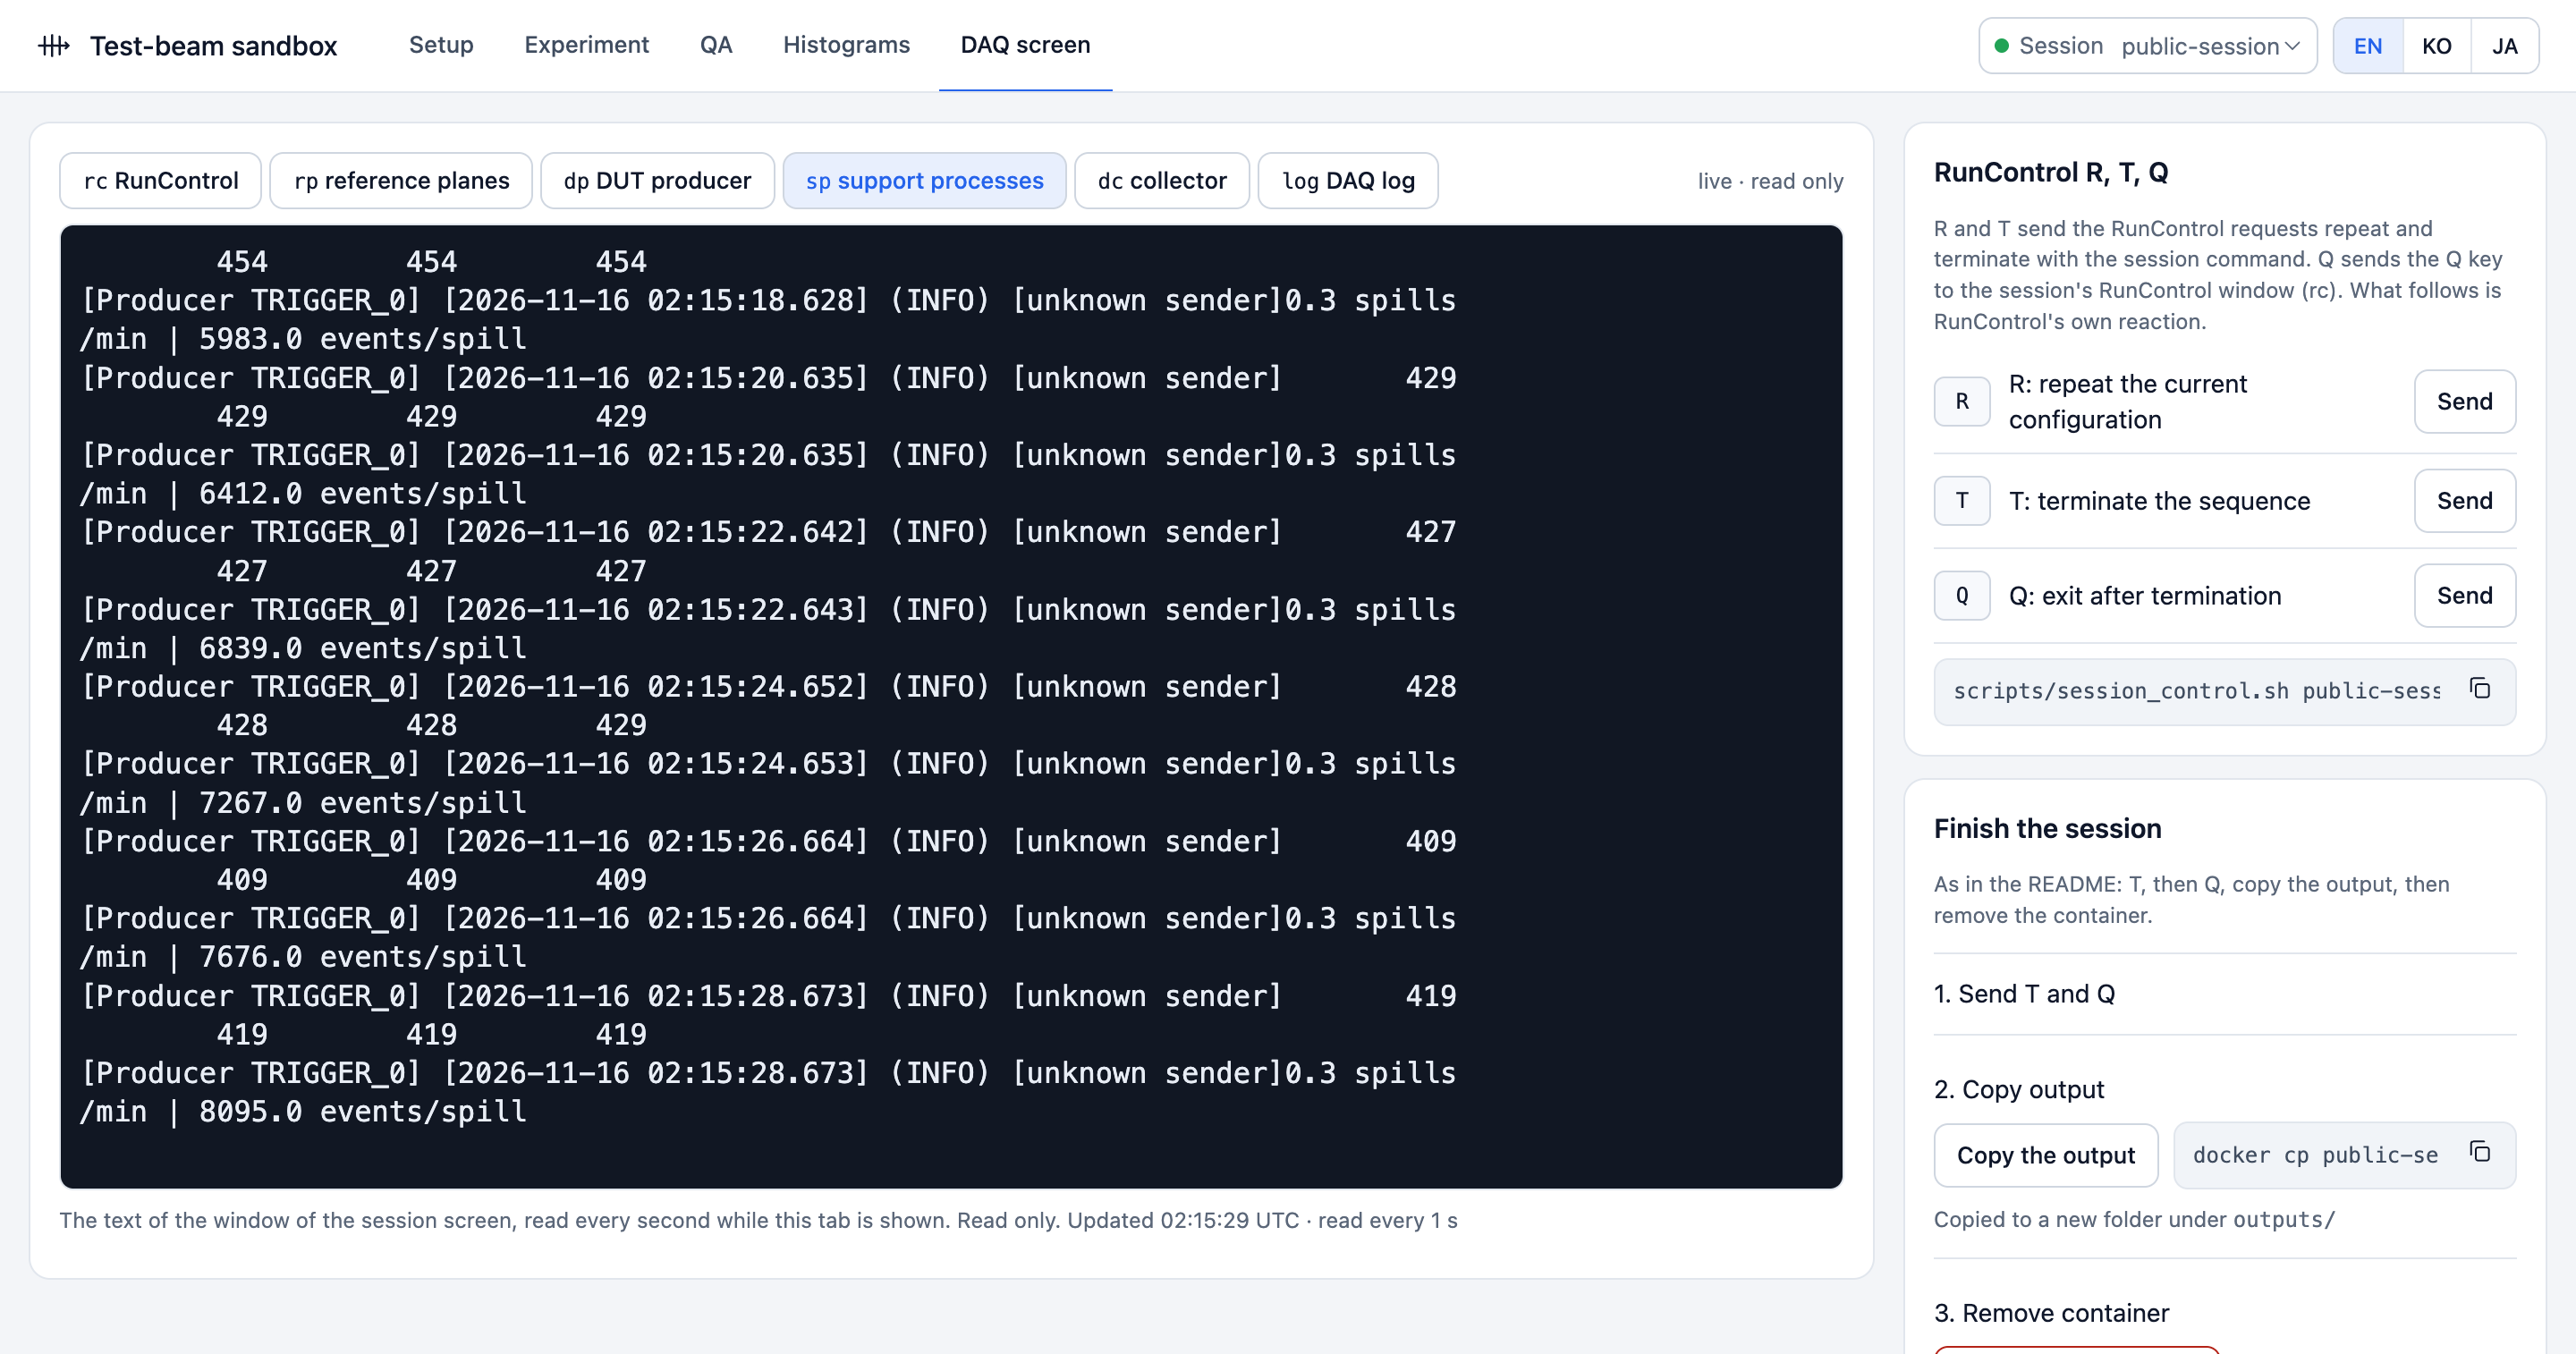 Test-beam sandbox
Setup
Experiment
QA
Histograms
DAQ screen
Session public-session
EN
KO
JA
rc RunControl
rp reference planes
dp DUT producer
sp support processes
dc collector
log DAQ log
live · read only
454 454 454
[Producer TRIGGER_0] [2026-11-16 02:15:18.628] (INFO) [unknown sender]0.3 spills
/min | 5983.0 events/spill
[Producer TRIGGER_0] [2026-11-16 02:15:20.635] (INFO) [unknown sender] 429
429 429 429
[Producer TRIGGER_0] [2026-11-16 02:15:20.635] (INFO) [unknown sender]0.3 spills
/min | 6412.0 events/spill
[Producer TRIGGER_0] [2026-11-16 02:15:22.642] (INFO) [unknown sender] 427
427 427 427
[Producer TRIGGER_0] [2026-11-16 02:15:22.643] (INFO) [unknown sender]0.3 spills
/min | 6839.0 events/spill
[Producer TRIGGER_0] [2026-11-16 02:15:24.652] (INFO) [unknown sender] 428
428 428 429
[Producer TRIGGER_0] [2026-11-16 02:15:24.653] (INFO) [unknown sender]0.3 spills
/min | 7267.0 events/spill
[Producer TRIGGER_0] [2026-11-16 02:15:26.664] (INFO) [unknown sender] 409
409 409 409
[Producer TRIGGER_0] [2026-11-16 02:15:26.664] (INFO) [unknown sender]0.3 spills
/min | 7676.0 events/spill
[Producer TRIGGER_0] [2026-11-16 02:15:28.673] (INFO) [unknown sender] 419
419 419 419
[Producer TRIGGER_0] [2026-11-16 02:15:28.673] (INFO) [unknown sender]0.3 spills
/min | 8095.0 events/spill
The text of the window of the session screen, read every second while this tab is shown. Read only. Updated 02:15:29 UTC · read every 1 s
RunControl R, T, Q
R and T send the RunControl requests repeat and
terminate with the session command. Q sends the Q key
to the session's RunControl window (rc). What follows is
RunControl's own reaction.
R
R: repeat the current
configuration
Send
T
T: terminate the sequence
Send
Q
Q: exit after termination
Send
scripts/session_control.sh public-sess
Finish the session
As in the README: T, then Q, copy the output, then
remove the container.
1. Send T and Q
2. Copy output
Copy the output
docker cp public-se
Copied to a new folder under outputs/
3. Remove container